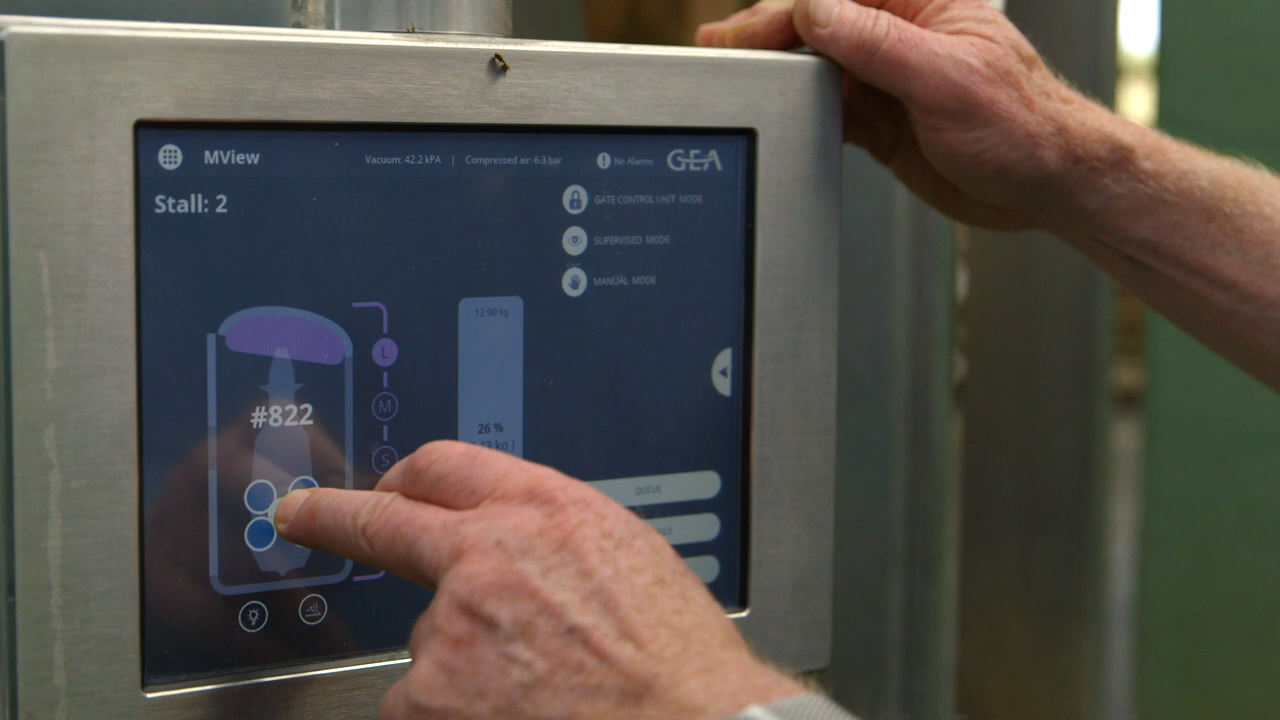 MView
Vacuum: 42.2 kPA | Compressed air: 6.3 bar
No Alarms
GEA
Stall: 2
GATE CONTROL UNIT MODE
SUPERVISED MODE
MANUAL MODE
12.90 kg
L
#822
M
26 %
kg )
S
QUEUE